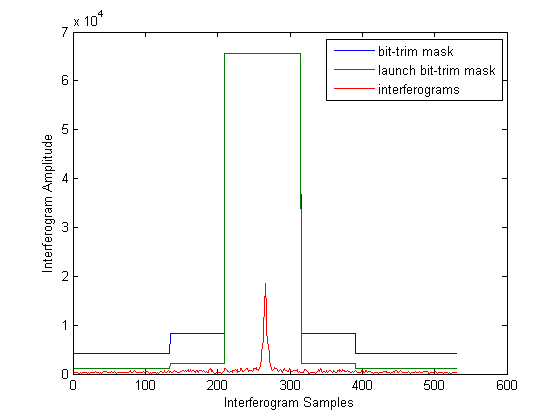 7 x 10^4
bit-trim mask
launch bit-trim mask
interferograms
6
5
4
3
2
1
0
Interferogram Amplitude
0 100 200 300 400 500 600
Interferogram Samples